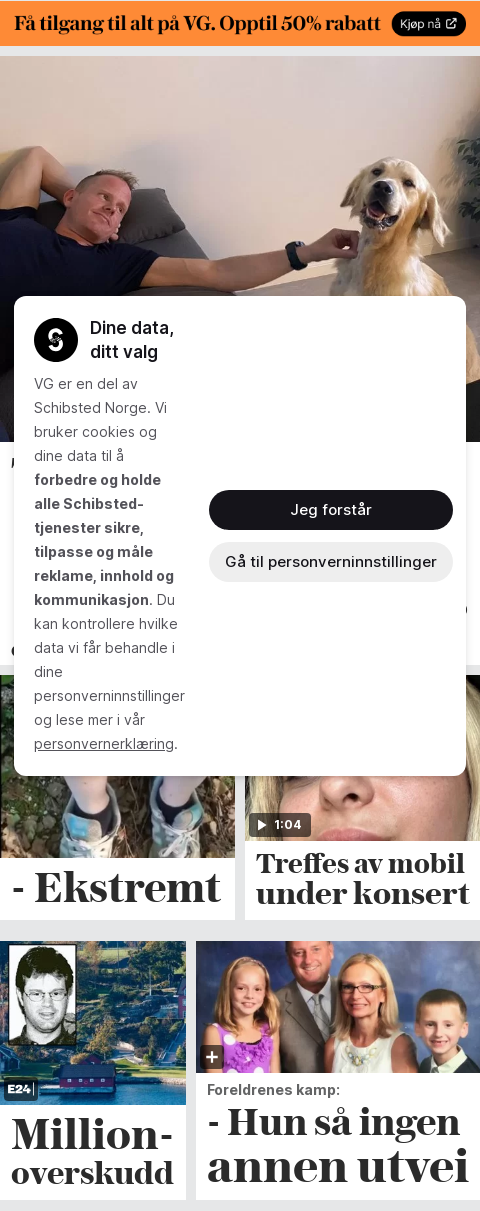 Få tilgang til alt på VG. Opptil 50% rabatt
Kjøp nå
Dine data,
ditt valg
VG er en del av
Schibsted Norge. Vi
bruker cookies og
dine data til å
forbedre og holde
alle Schibsted-
tjenester sikre,
tilpasse og måle
reklame, innhold og
kommunikasjon. Du
kan kontrollere hvilke
data vi får behandle i
dine
personverninnstillinger
og lese mer i vår
personvernerklæring.
Jeg forstår
Gå til personverninnstillinger
- Ekstremt
1:04
Treffes av mobil
under konsert
E24
Million-
overskudd
Foreldrenes kamp:
- Hun så ingen
annen utvei